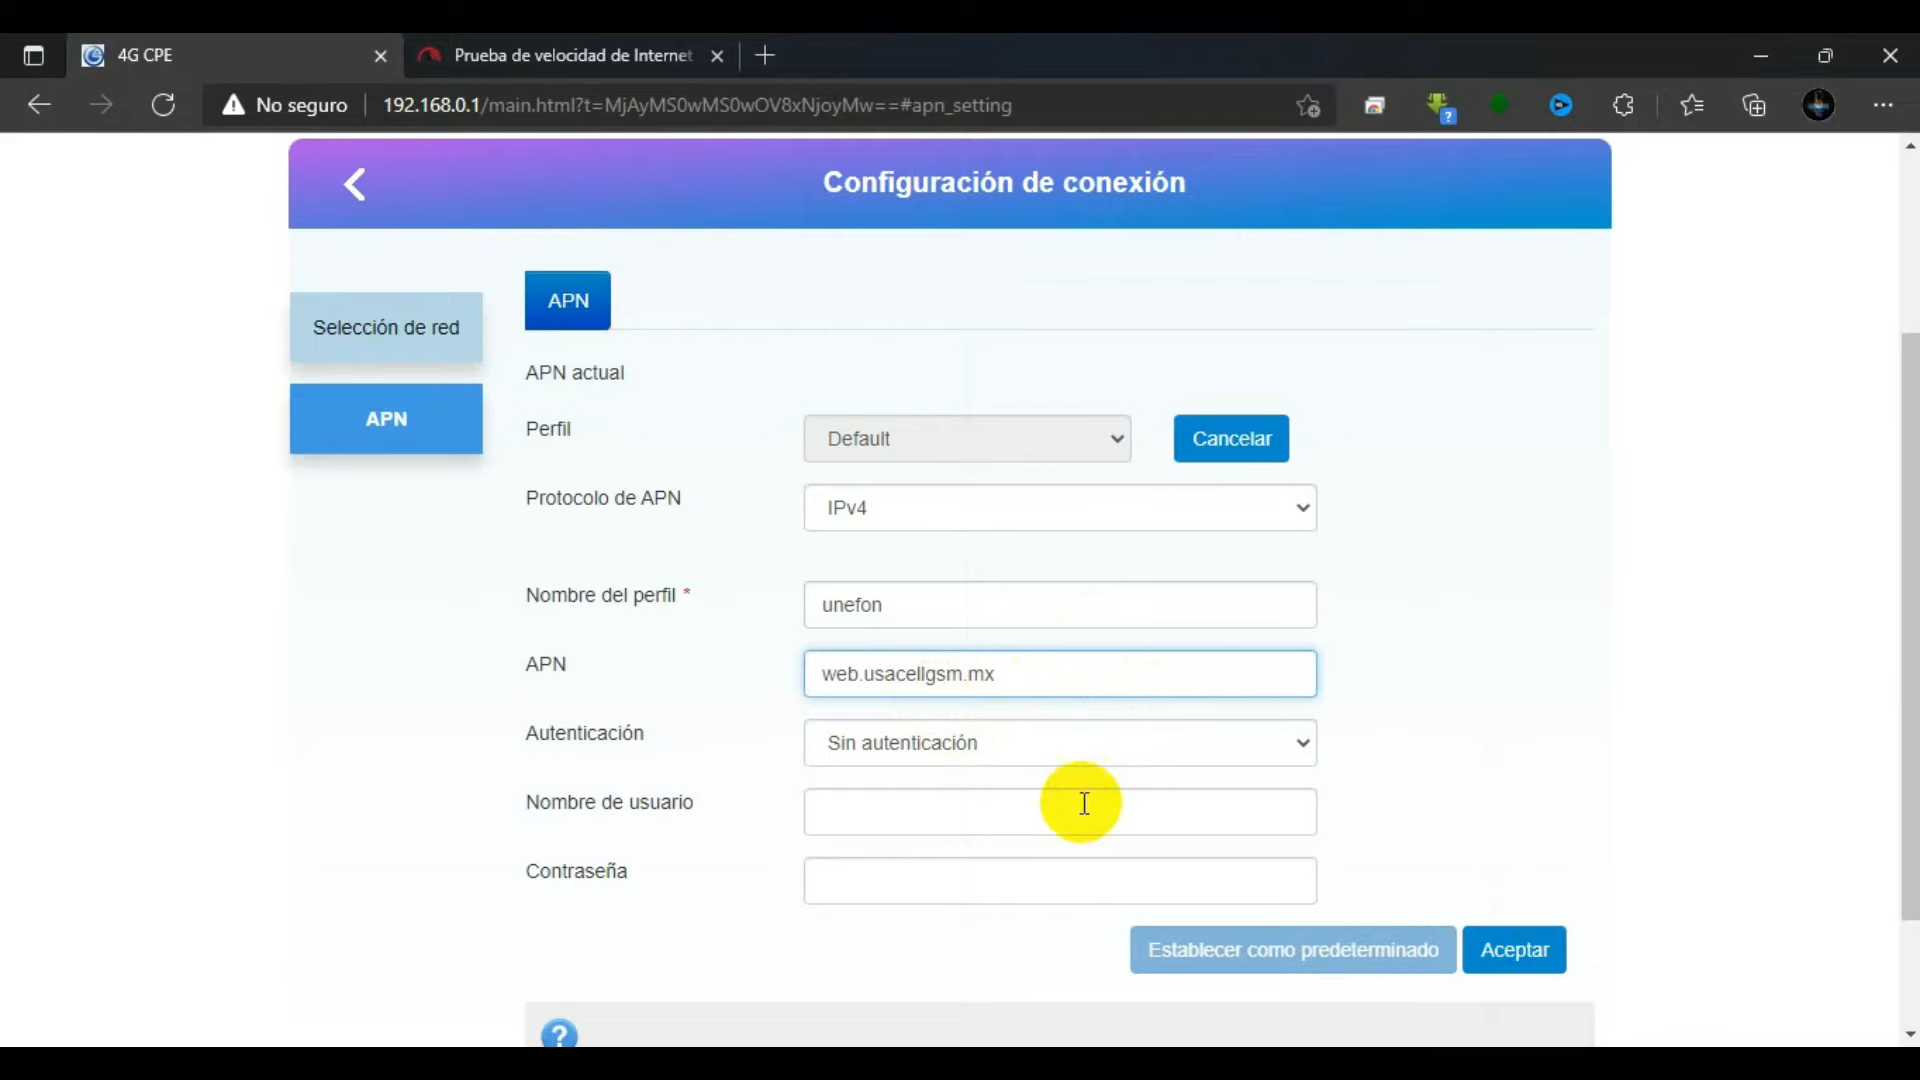 4G CPE
Prueba de velocidad de Internet
No seguro
192.168.0.1/main.html?t=MjAyMS0wMS0wOV8xNjoyMw==#apn_setting
Configuración de conexión
Selección de red
APN
APN
APN actual
Perfil
Default
Cancelar
Protocolo de APN
IPv4
Nombre del perfil *
unefon
APN
web.usacellgsm.mx
Autenticación
Sin autenticación
Nombre de usuario
Contraseña
Establecer como predeterminado
Aceptar
?